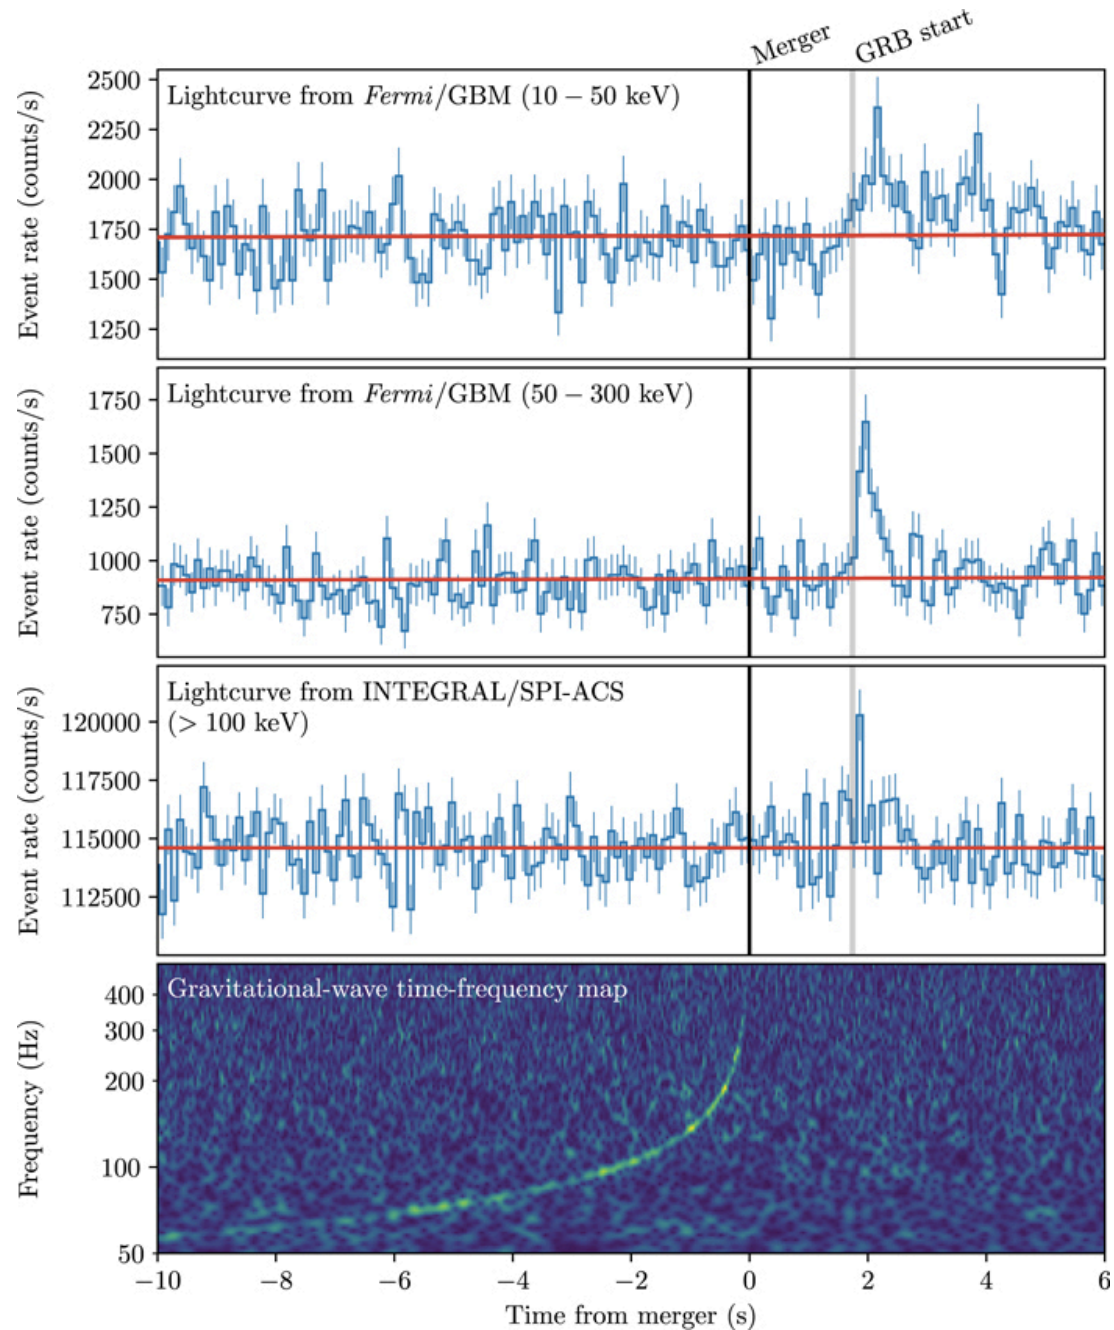 Merger
GRB start
Lightcurve from Fermi/GBM (10 − 50 keV)
Event rate (counts/s)
2500
2250
2000
1750
1500
1250
Lightcurve from Fermi/GBM (50 − 300 keV)
Event rate (counts/s)
1750
1500
1250
1000
750
Lightcurve from INTEGRAL/SPI-ACS
(> 100 keV)
Event rate (counts/s)
120000
117500
115000
112500
Gravitational-wave time-frequency map
Frequency (Hz)
400
300
200
100
50
−10 −8 −6 −4 −2 0 2 4 6
Time from merger (s)